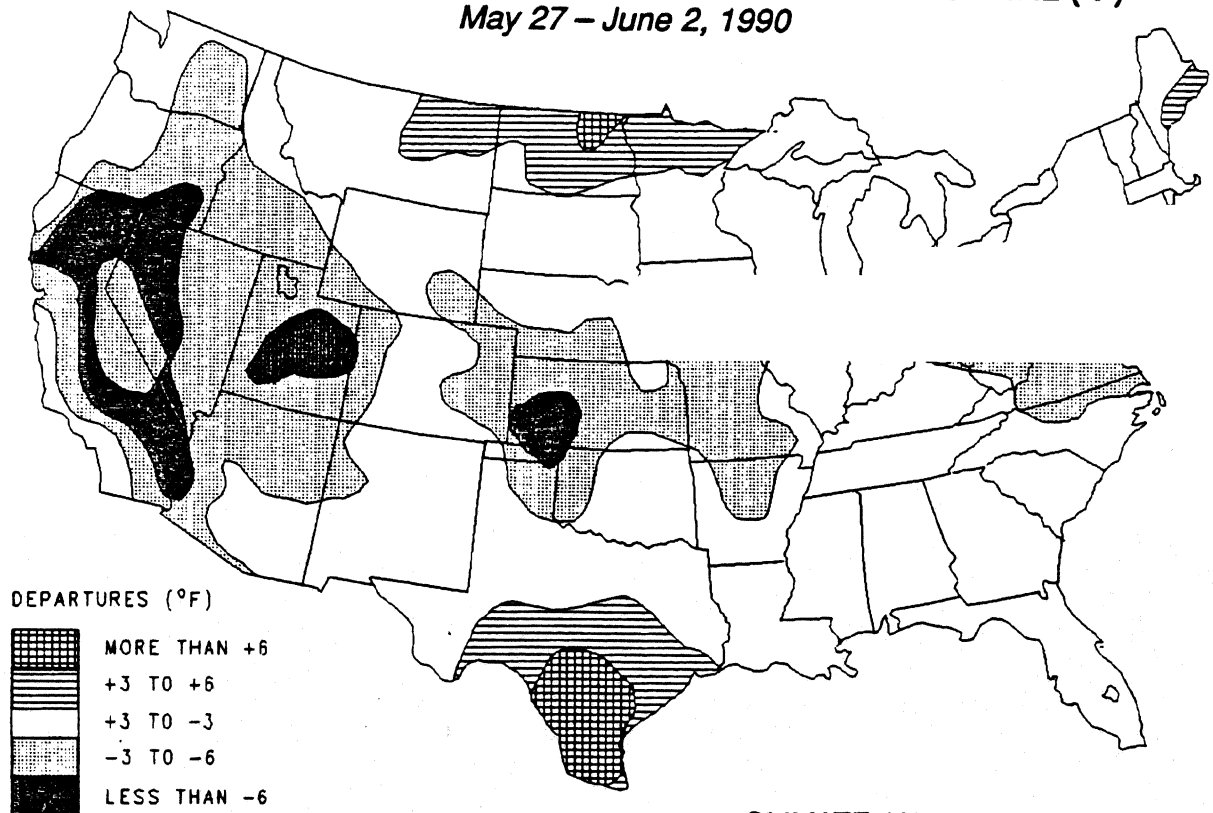 May 27 – June 2, 1990
DEPARTURES (°F)
MORE THAN +6
+3 TO +6
+3 TO -3
-3 TO -6
LESS THAN -6